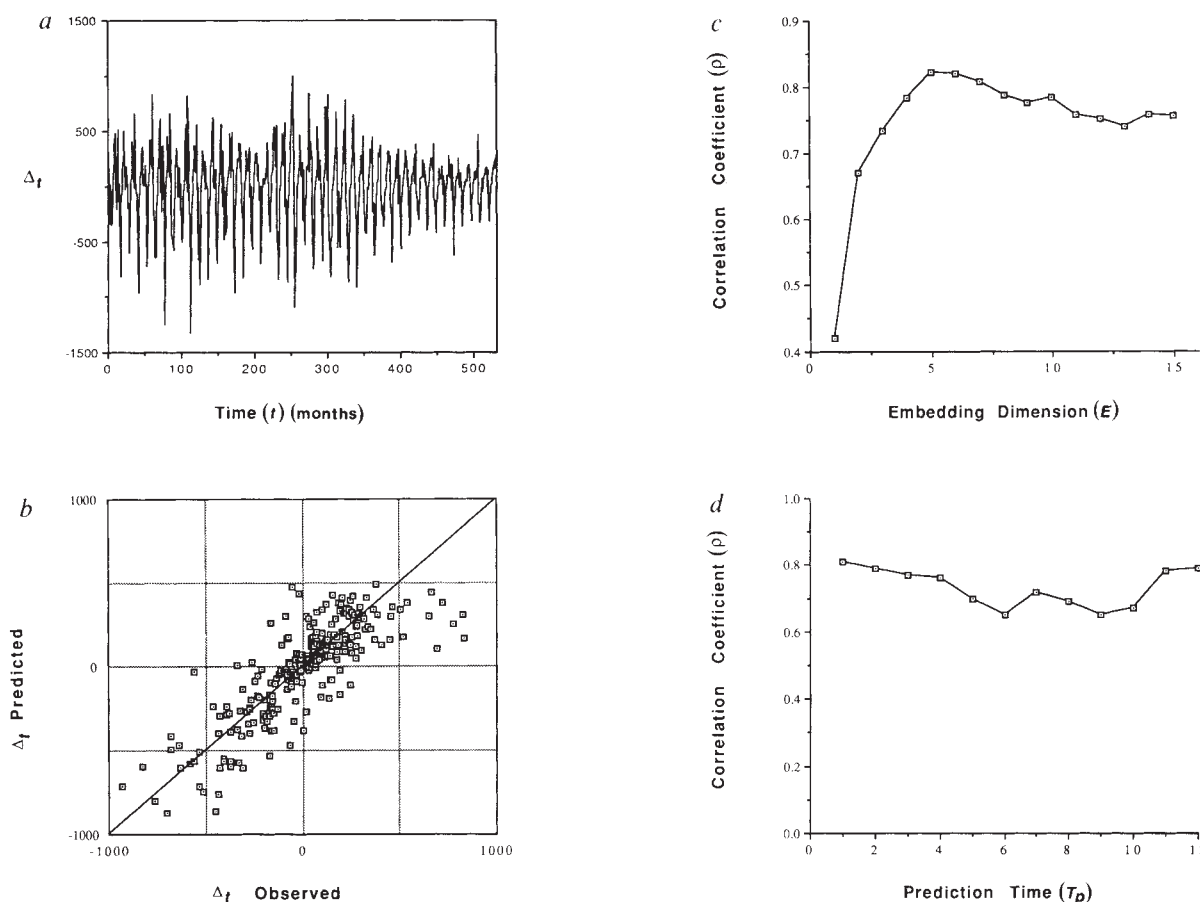 a
1500
500
-500
-1500
Δt
0 100 200 300 400 500
Time (t) (months)
b
1000
0
-1000
Δt Predicted
-1000 0 1000
Δt Observed
c
0.9
0.8
0.7
0.6
0.5
0.4
Correlation Coefficient (ρ)
0 5 10 15
Embedding Dimension (E)
d
1.0
0.8
0.6
0.4
0.2
0.0
Correlation Coefficient (ρ)
0 2 4 6 8 10
Prediction Time (Tp)